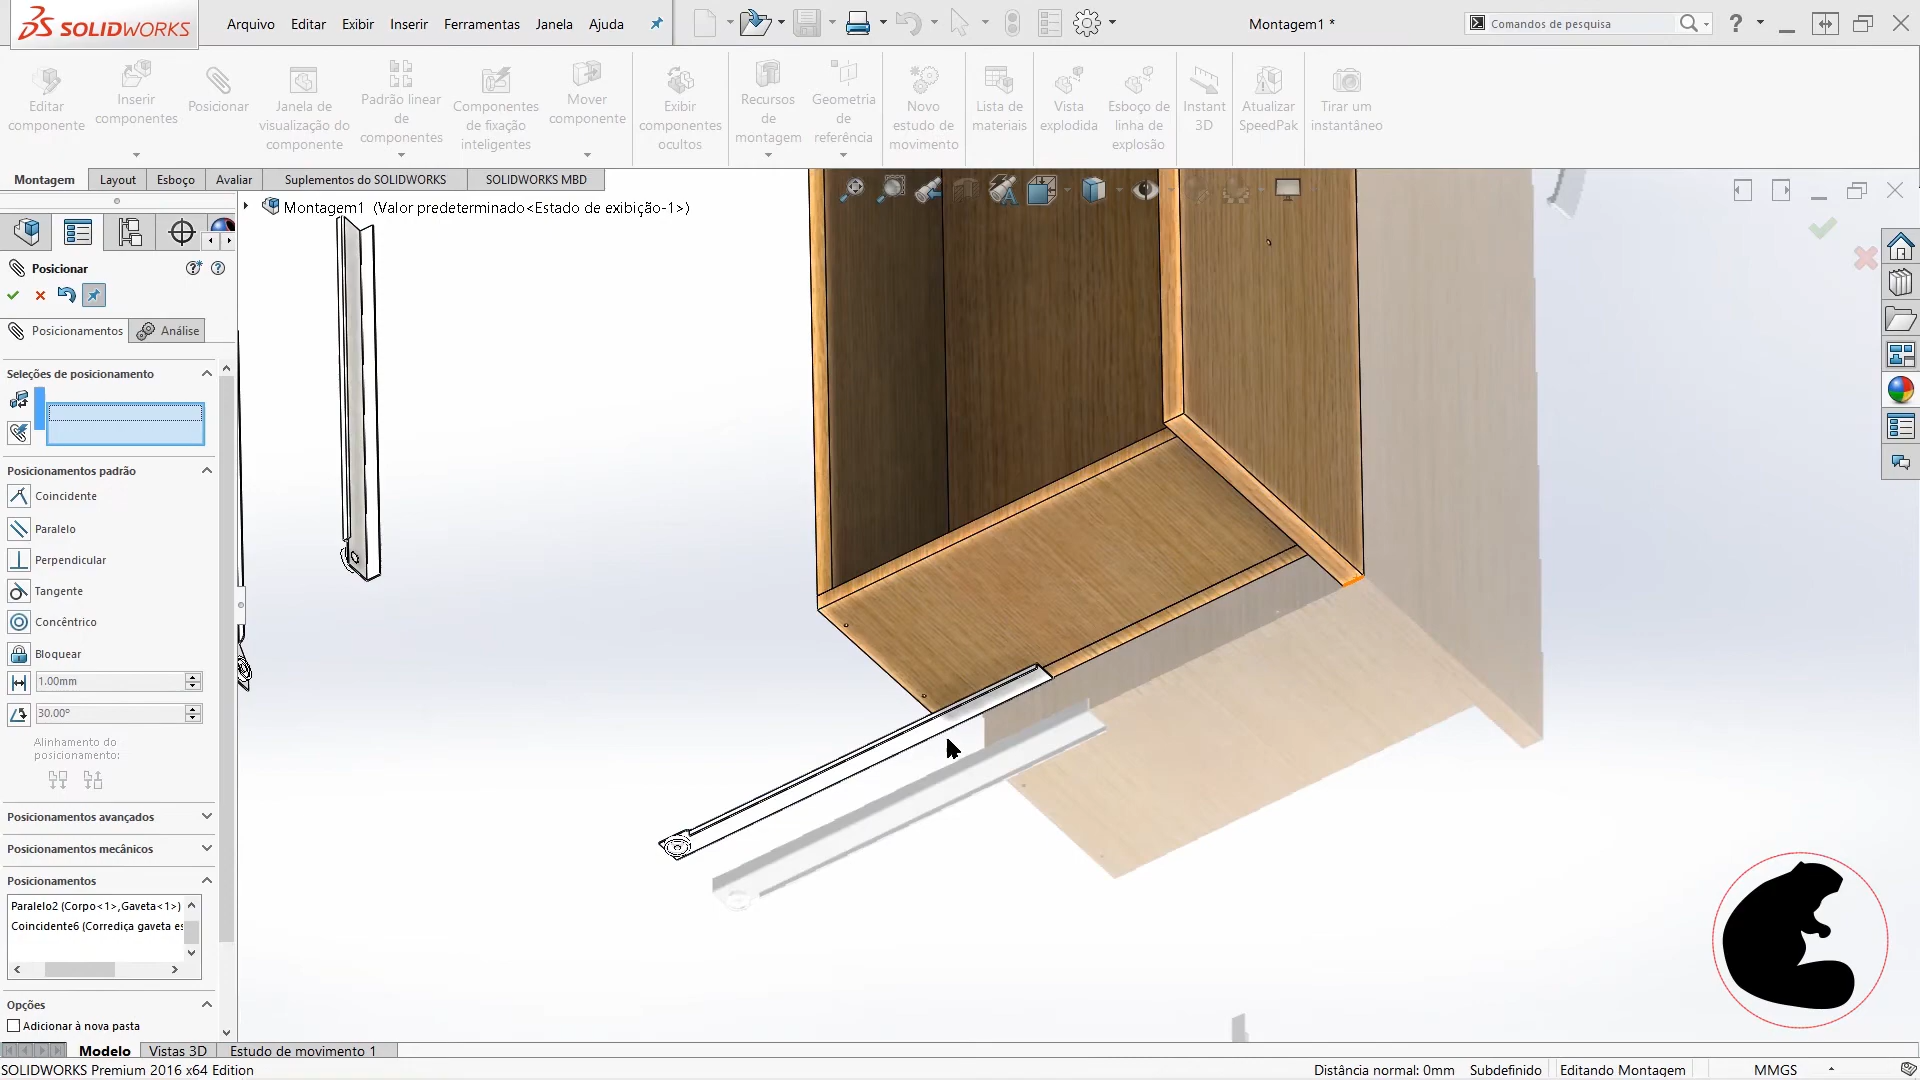 SOLIDWORKS
Arquivo
Editar
Exibir
Inserir
Ferramentas
Janela
Ajuda
Montagem1 *
Comandos de pesquisa
?
Editar
componente
Inserir
componentes
Posicionar
Janela de
visualização do
componente
Padrão linear
de
componentes
Componentes
de fixação
inteligentes
Mover
componente
Exibir
componentes
ocultos
Recursos
de
montagem
Geometria
de
referência
Novo
estudo de
movimento
Lista de
materiais
Vista
explodida
Esboço de
linha de
explosão
Instant
3D
Atualizar
SpeedPak
Tirar um
instantâneo
Montagem
Layout
Esboço
Avaliar
Suplementos do SOLIDWORKS
SOLIDWORKS MBD
Montagem1 (Valor predeterminado<Estado de exibição-1>)
Posicionar
Posicionamentos
Análise
Seleções de posicionamento
Posicionamentos padrão
Coincidente
Paralelo
Perpendicular
Tangente
Concêntrico
Bloquear
1.00mm
30.00°
Alinhamento do
posicionamento:
Posicionamentos avançados
Posicionamentos mecânicos
Posicionamentos
Paralelo2 (Corpo<1>,Gaveta<1>)
Coincidente6 (Corrediça gaveta es
Opções
Adicionar à nova pasta
Modelo
Vistas 3D
Estudo de movimento 1
SOLIDWORKS Premium 2016 x64 Edition
Distância normal: 0mm
Subdefinido
Editando Montagem
MMGS